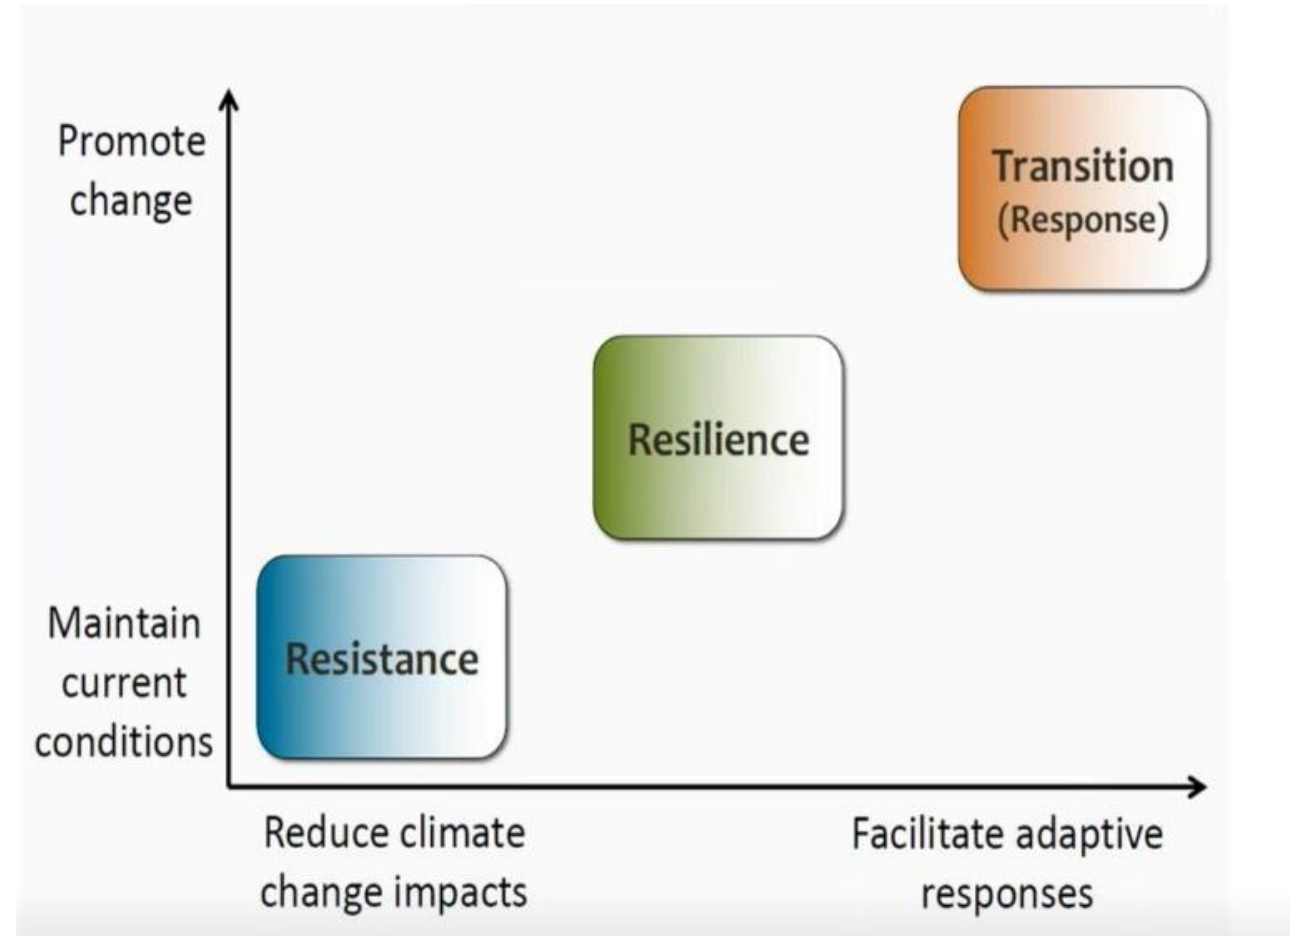 Promote
change
Transition
(Response)
Resilience
Maintain
current
conditions
Resistance
Reduce climate
change impacts
Facilitate adaptive
responses